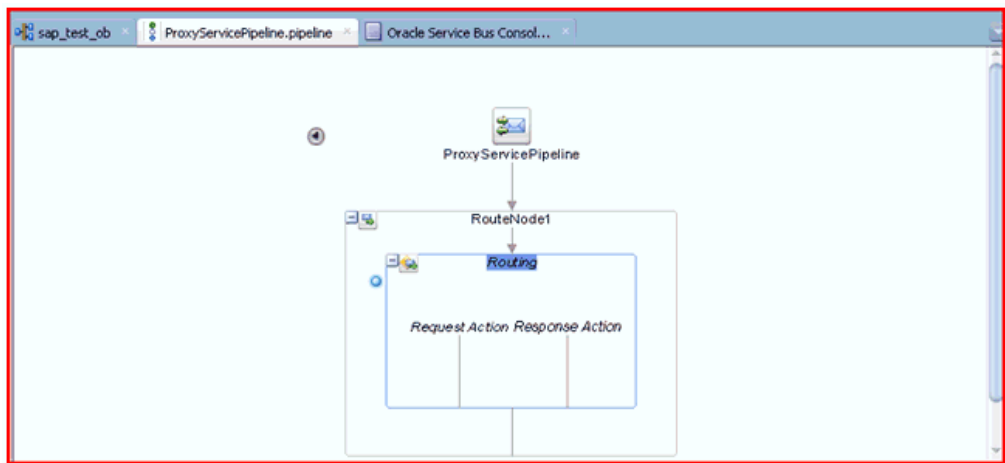 sap_test_ob ProxyServicePipeline.pipeline Oracle Service Bus Consol...
ProxyServicePipeline
RouteNode1
Routing
Request Action Response Action